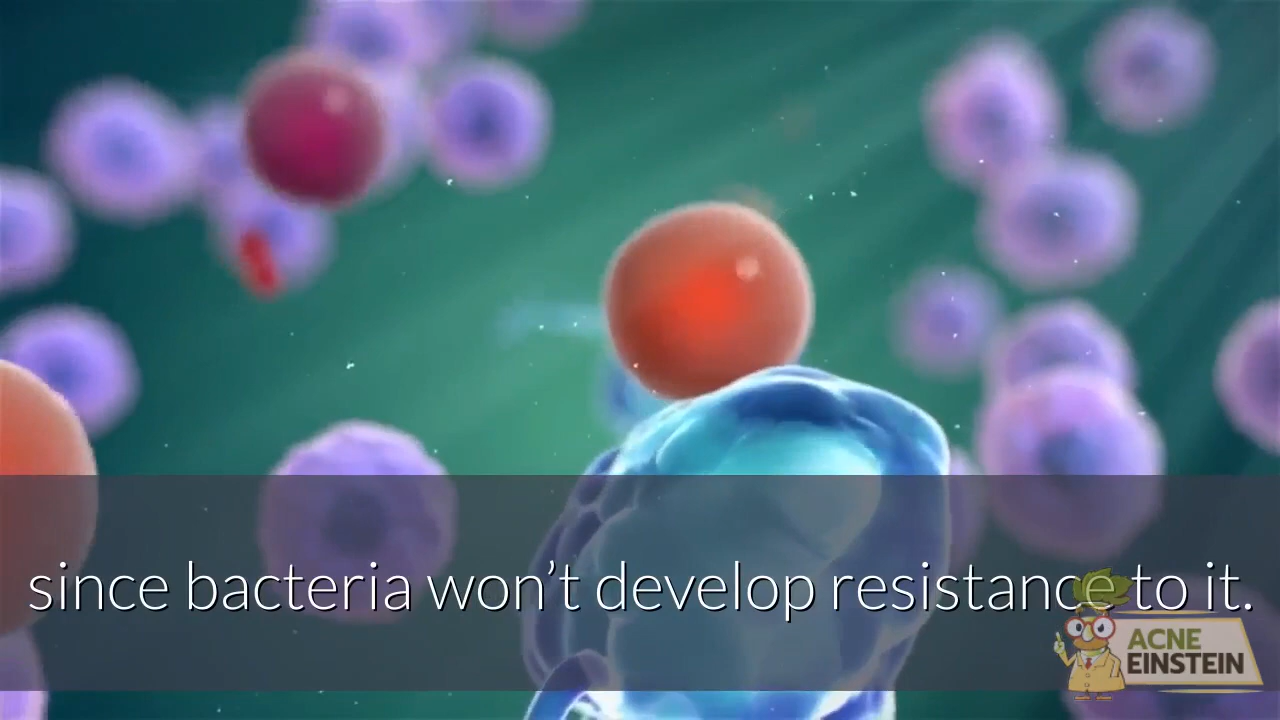 since bacteria won’t develop resistance to it.
ACNE
EINSTEIN